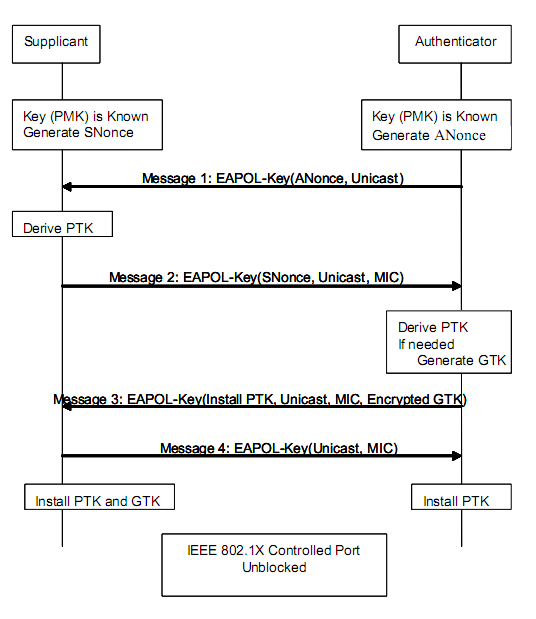 Supplicant
Authenticator
Key (PMK) is Known
Generate SNonce
Key (PMK) is Known
Generate ANonce
Message 1: EAPOL-Key(ANonce, Unicast)
Derive PTK
Message 2: EAPOL-Key(SNonce, Unicast, MIC)
Derive PTK
If needed
Generate GTK
Message 3: EAPOL-Key(Install PTK, Unicast, MIC, Encrypted GTK)
Message 4: EAPOL-Key(Unicast, MIC)
Install PTK and GTK
Install PTK
IEEE 802.1X Controlled Port
Unblocked